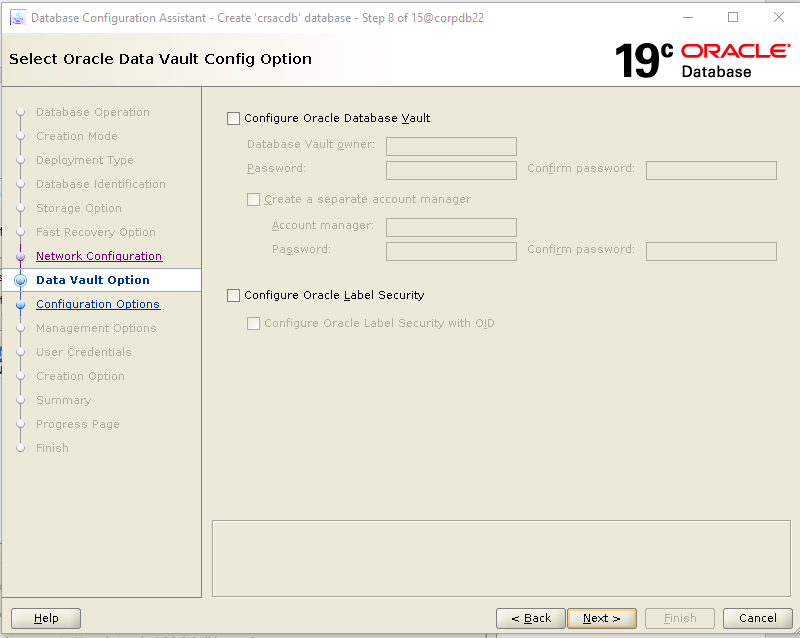 Database Configuration Assistant - Create 'crsacdb' database - Step 8 of 15@corpdb22
Select Oracle Data Vault Config Option
19c ORACLE
Database
Database Operation
Creation Mode
Deployment Type
Database Identification
Storage Option
Fast Recovery Option
Network Configuration
Data Vault Option
Configuration Options
Management Options
User Credentials
Creation Option
Summary
Progress Page
Finish
Configure Oracle Database Vault
Database Vault owner:
Password: Confirm password:
Create a separate account manager
Account manager:
Password: Confirm password:
Configure Oracle Label Security
Configure Oracle Label Security with OID
Help < Back Next > Finish Cancel